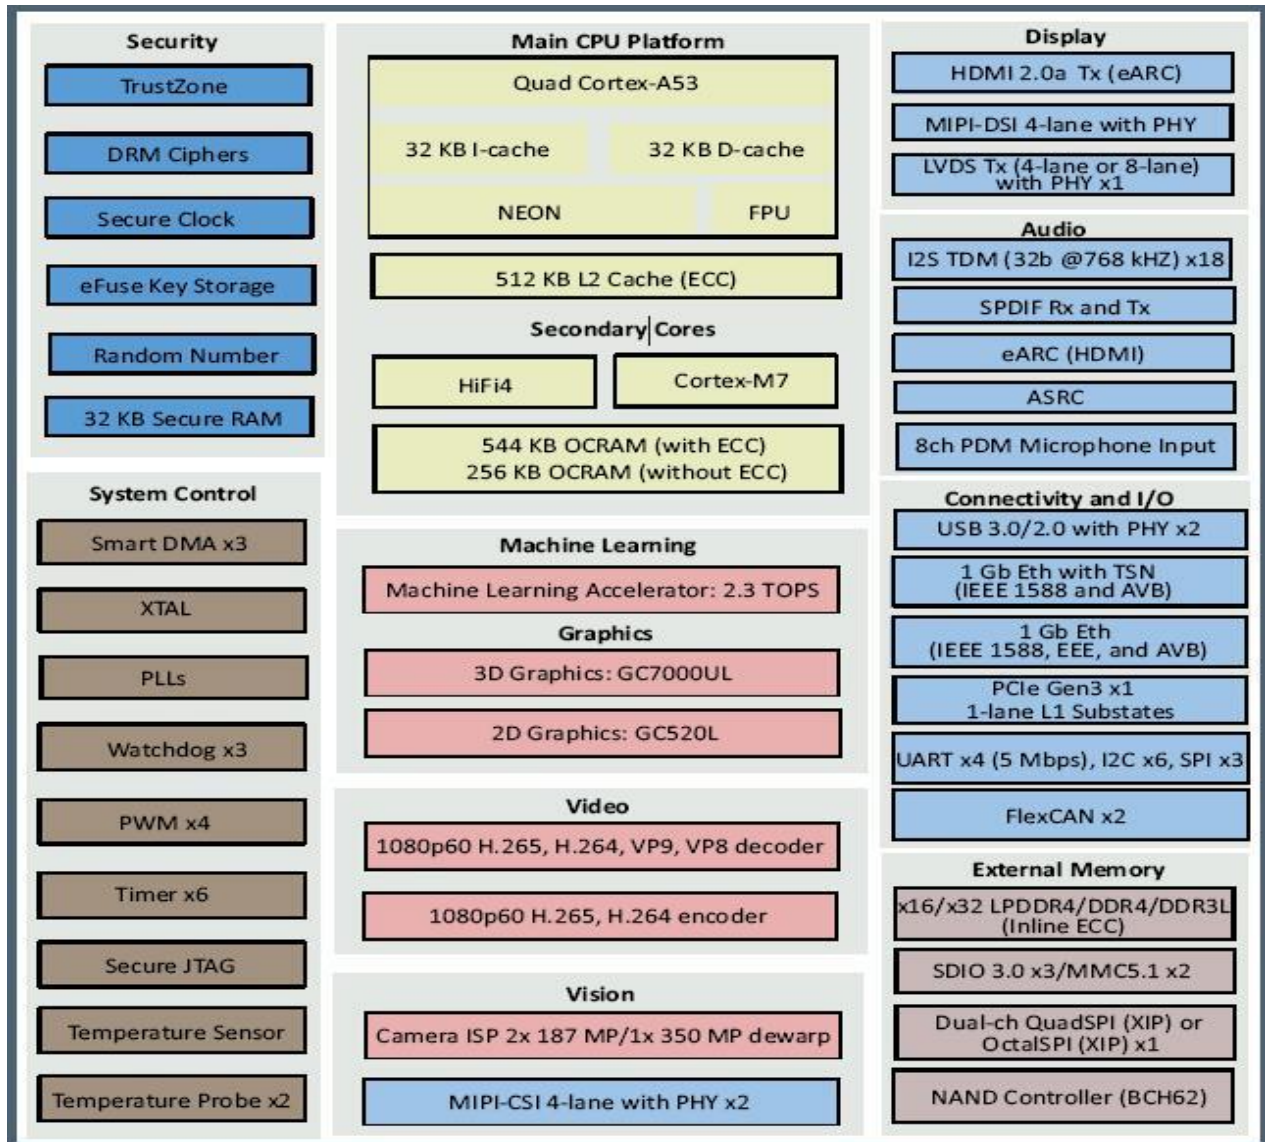 Security
TrustZone
DRM Ciphers
Secure Clock
eFuse Key Storage
Random Number
32 KB Secure RAM
System Control
Smart DMA x3
XTAL
PLLs
Watchdog x3
PWM x4
Timer x6
Secure JTAG
Temperature Sensor
Temperature Probe x2
Main CPU Platform
Quad Cortex-A53
32 KB I-cache
32 KB D-cache
NEON
FPU
512 KB L2 Cache (ECC)
Secondary Cores
HiFi4
Cortex-M7
544 KB OCRAM (with ECC)
256 KB OCRAM (without ECC)
Machine Learning
Machine Learning Accelerator: 2.3 TOPS
Graphics
3D Graphics: GC7000UL
2D Graphics: GC520L
Video
1080p60 H.265, H.264, VP9, VP8 decoder
1080p60 H.265, H.264 encoder
Vision
Camera ISP 2x 187 MP/1x 350 MP dewarp
MIPI-CSI 4-lane with PHY x2
Display
HDMI 2.0a Tx (eARC)
MIPI-DSI 4-lane with PHY
LVDS Tx (4-lane or 8-lane)
with PHY x1
Audio
I2S TDM (32b @768 kHZ) x18
SPDIF Rx and Tx
eARC (HDMI)
ASRC
8ch PDM Microphone Input
Connectivity and I/O
USB 3.0/2.0 with PHY x2
1 Gb Eth with TSN
(IEEE 1588 and AVB)
1 Gb Eth
(IEEE 1588, EEE, and AVB)
PCIe Gen3 x1
1-lane L1 Substates
UART x4 (5 Mbps), I2C x6, SPI x3
FlexCAN x2
External Memory
x16/x32 LPDDR4/DDR4/DDR3L
(Inline ECC)
SDIO 3.0 x3/MMC5.1 x2
Dual-ch QuadSPI (XIP) or
OctalSPI (XIP) x1
NAND Controller (BCH62)